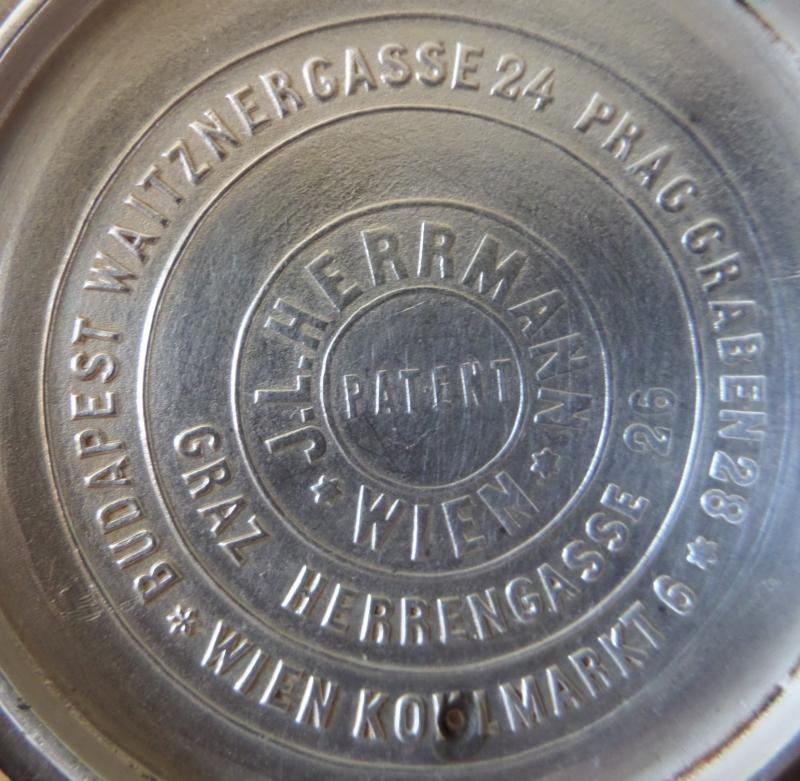 BUDAPEST WAITZNERGASSE 24 PRAG GRABEN 28
* WIEN KOHLMARKT 6 *
GRAZ HERRENGASSE 26
J. L. HERRMANN
* WIEN *
PATENT